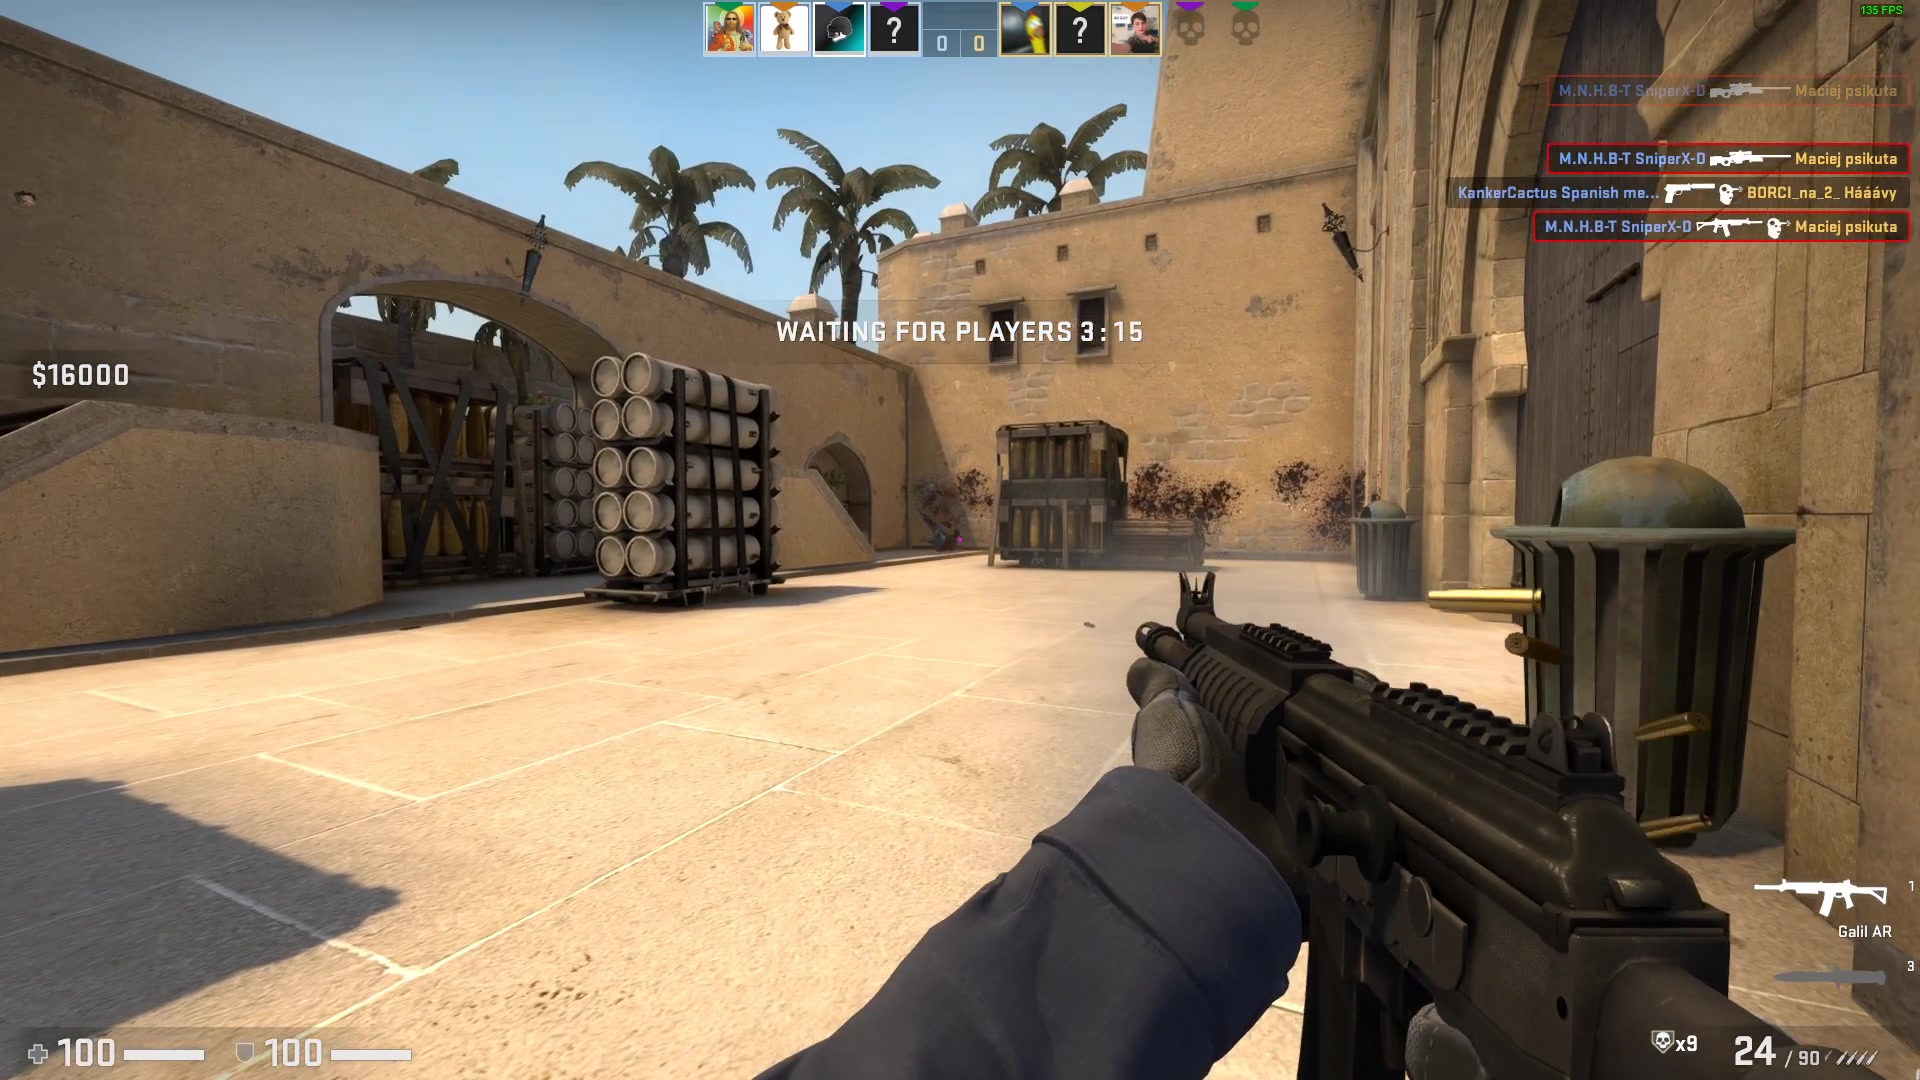 135 FPS
? 0 0 ?
M.N.H.B-T SniperX-D Maciej psikuta
M.N.H.B-T SniperX-D Maciej psikuta
KankerCactus Spanish me... BORCI_na_2_ Hááávy
M.N.H.B-T SniperX-D Maciej psikuta
WAITING FOR PLAYERS 3:15
$16000
1
Galil AR
3
100 100
x9 24 / 90